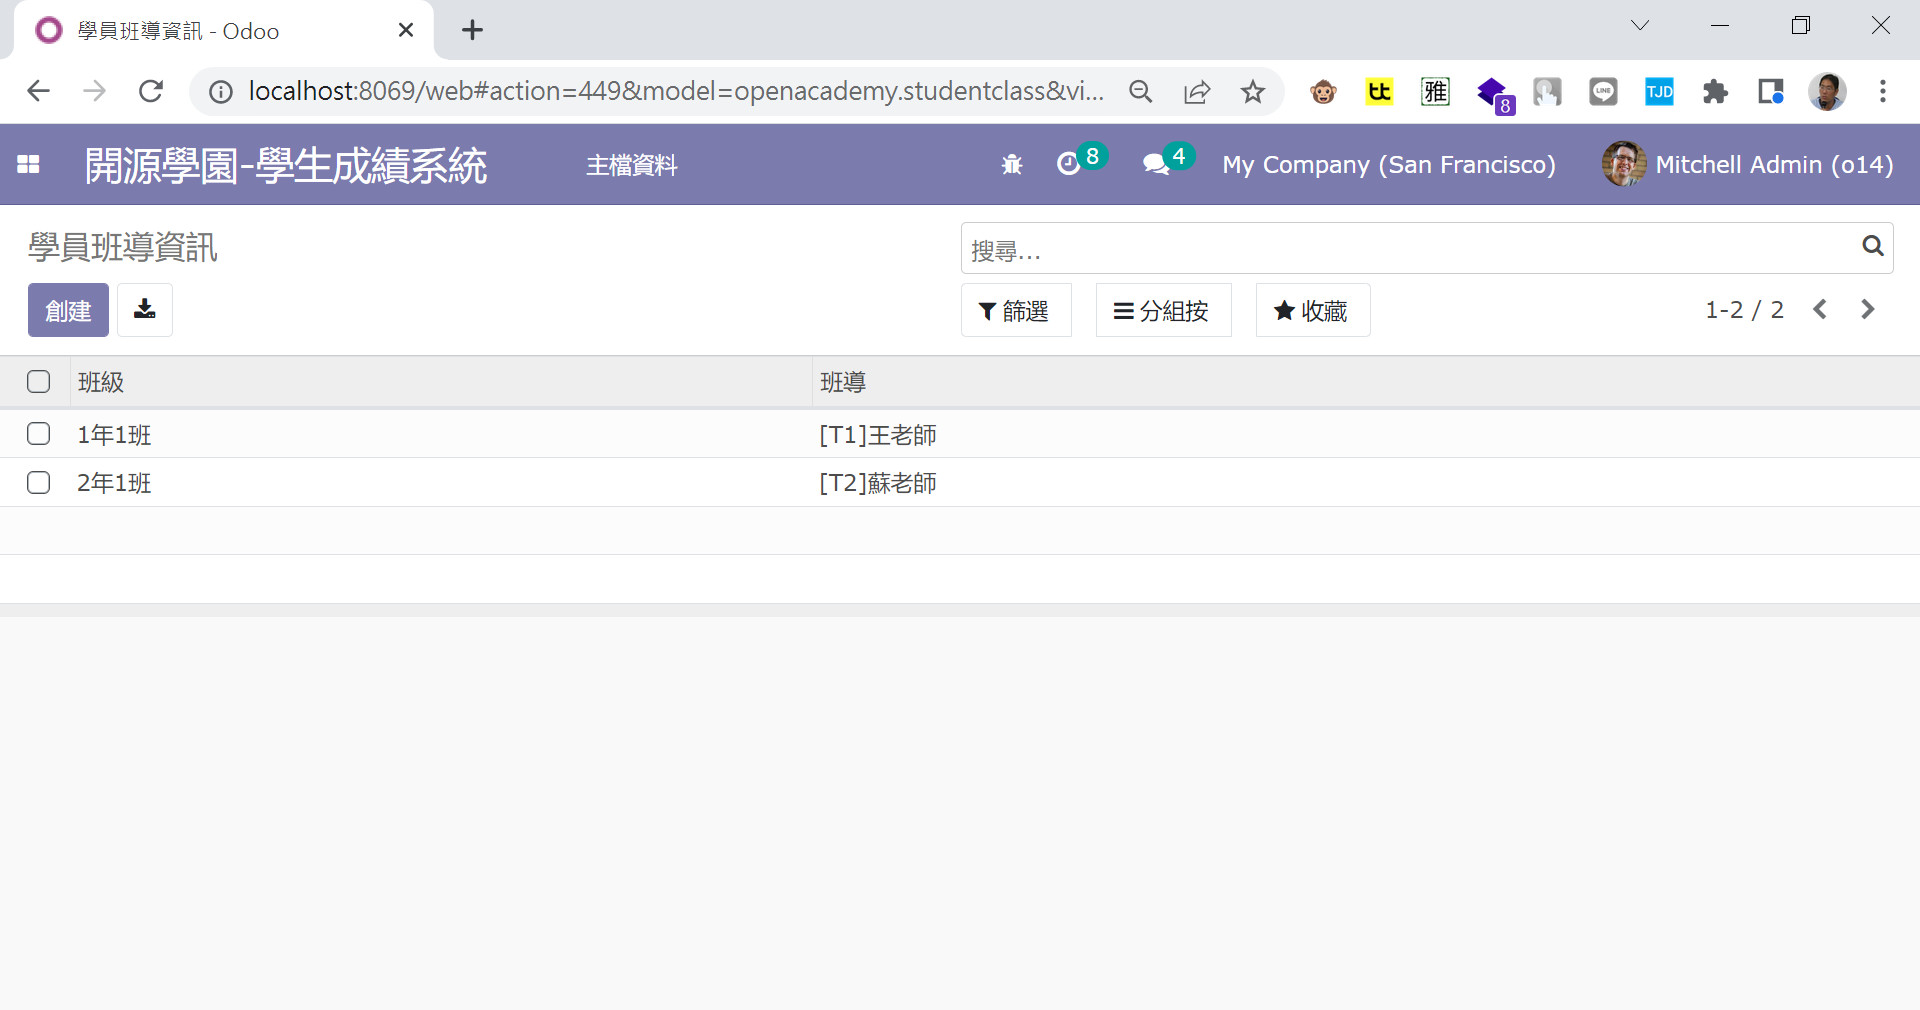 學員班導資訊 - Odoo
localhost:8069/web#action=449&model=openacademy.studentclass&vi...
tt
雅
8
LINE
TJD
開源學園-學生成績系統
主檔資料
8
4
My Company (San Francisco)
Mitchell Admin (o14)
學員班導資訊
搜尋...
創建
篩選
分組按
收藏
1-2 / 2
班級
班導
1年1班
[T1]王老師
2年1班
[T2]蘇老師